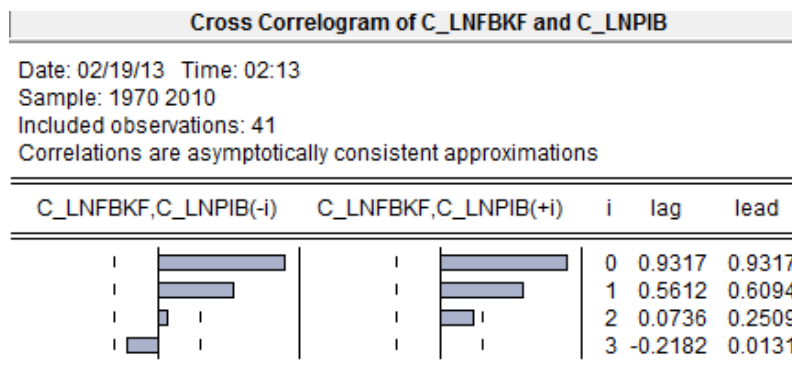 Cross Correlogram of C_LNFBKF and C_LNPIB
Date: 02/19/13 Time: 02:13
Sample: 1970 2010
Included observations: 41
Correlations are asymptotically consistent approximations
C_LNFBKF,C_LNPIB(-i) C_LNFBKF,C_LNPIB(+i) i lag lead
0 0.9317 0.9317
1 0.5612 0.6094
2 0.0736 0.2509
3 -0.2182 0.0131